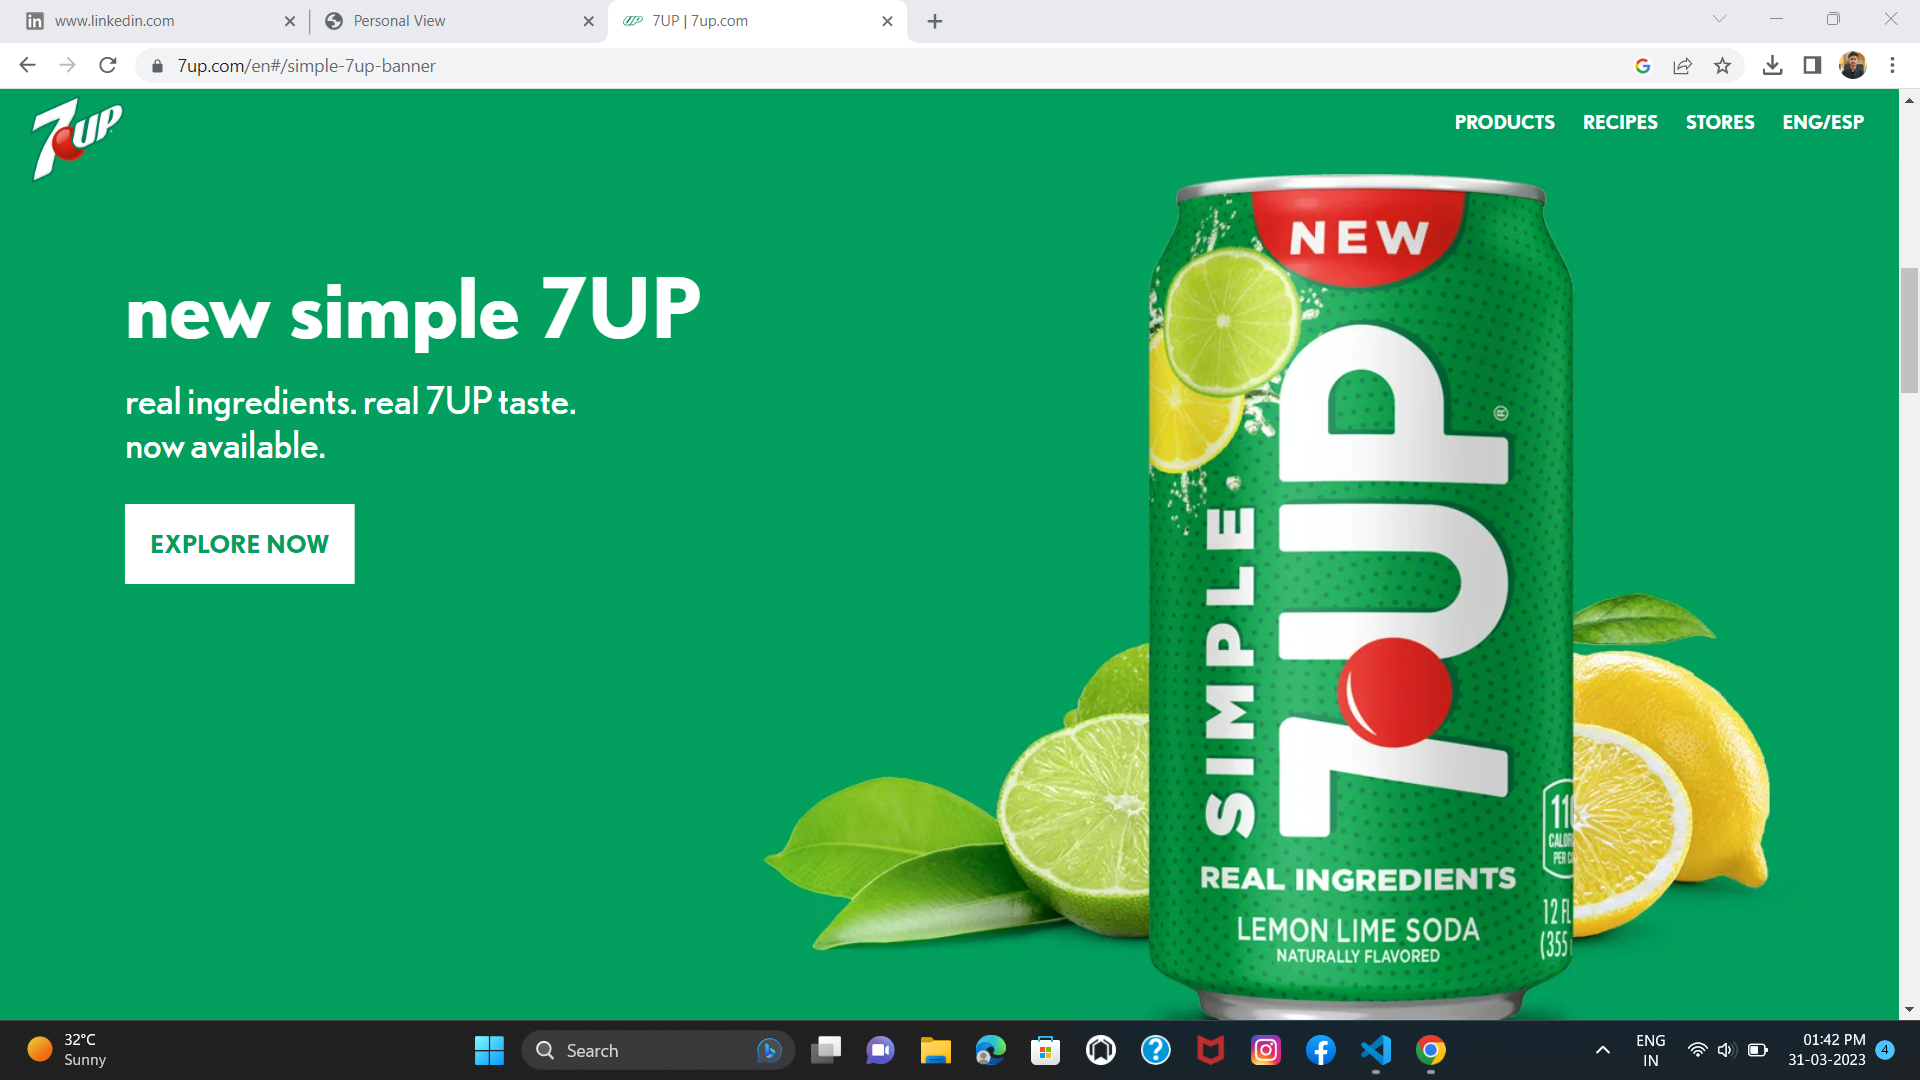 www.linkedin.com
Personal View
7UP | 7up.com
7up.com/en#/simple-7up-banner
7UP
PRODUCTS RECIPES STORES ENG/ESP
new simple 7UP
real ingredients. real 7UP taste.
now available.
EXPLORE NOW
NEW
SIMPLE
7UP®
REAL INGREDIENTS
LEMON LIME SODA
NATURALLY FLAVORED
12 FL
(355
32°C
Sunny
Search
ENG
IN
01:42 PM
31-03-2023
4